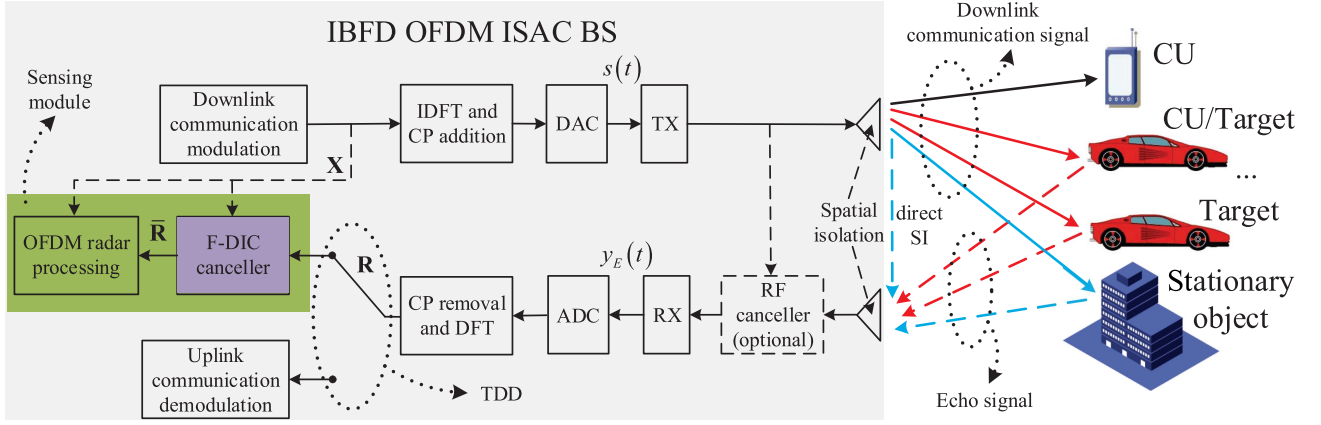 IBFD OFDM ISAC BS
Sensing
module
Downlink
communication
modulation
X
IDFT and
CP addition
DAC
s(t)
TX
Downlink
communication signal
CU
CU/Target
...
Target
Stationary
object
Spatial
isolation
direct
SI
OFDM radar
processing
R̄
F-DIC
canceller
R
CP removal
and DFT
ADC
y_E(t)
RX
RF
canceller
(optional)
Uplink
communication
demodulation
TDD
Echo signal